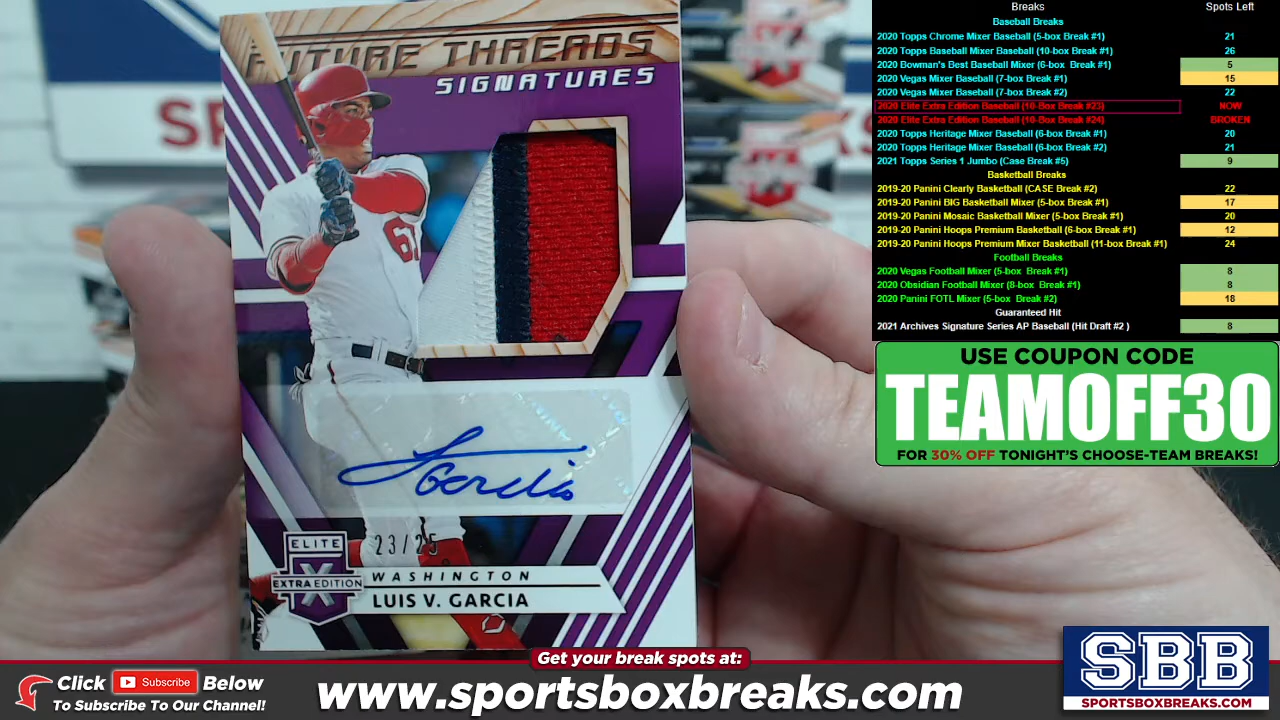 FUTURE THREADS
SIGNATURES
61
Garcia
ELITE
X
EXTRA EDITION
23/25
WASHINGTON
LUIS V. GARCIA
Breaks Spots Left
Baseball Breaks
2020 Topps Chrome Mixer Baseball (5-box Break #1) 21
2020 Topps Baseball Mixer Baseball (10-box Break #1) 26
2020 Bowman's Best Baseball Mixer (6-box Break #1) 5
2020 Vegas Mixer Baseball (7-box Break #1) 15
2020 Vegas Mixer Baseball (7-box Break #2) 22
2020 Elite Extra Edition Baseball (10-Box Break #23) NOW
2020 Elite Extra Edition Baseball (10-Box Break #24) BROKEN
2020 Topps Heritage Mixer Baseball (6-box Break #1) 20
2020 Topps Heritage Mixer Baseball (6-box Break #2) 21
2021 Topps Series 1 Jumbo (Case Break #5) 9
Basketball Breaks
2019-20 Panini Clearly Basketball (CASE Break #2) 22
2019-20 Panini BIG Basketball Mixer (5-box Break #1) 17
2019-20 Panini Mosaic Basketball Mixer (5-box Break #1) 20
2019-20 Panini Hoops Premium Basketball (6-box Break #1) 12
2019-20 Panini Hoops Premium Mixer Basketball (11-box Break #1) 24
Football Breaks
2020 Vegas Football Mixer (5-box Break #1) 8
2020 Obsidian Football Mixer (8-box Break #1) 8
2020 Panini FOTL Mixer (5-box Break #2) 18
Guaranteed Hit
2021 Archives Signature Series AP Baseball (Hit Draft #2 ) 8
USE COUPON CODE
TEAMOFF30
FOR 30% OFF TONIGHT'S CHOOSE-TEAM BREAKS!
Get your break spots at:
Click Subscribe Below
To Subscribe To Our Channel!
www.sportsboxbreaks.com
SBB
SPORTSBOXBREAKS.COM